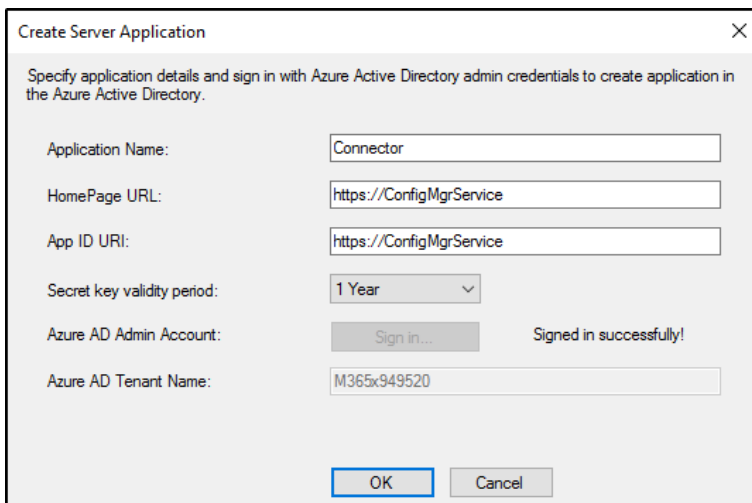 Create Server Application
Specify application details and sign in with Azure Active Directory admin credentials to create application in
the Azure Active Directory.
Application Name: Connector
HomePage URL: https://ConfigMgrService
App ID URI: https://ConfigMgrService
Secret key validity period: 1 Year
Azure AD Admin Account: Sign in... Signed in successfully!
Azure AD Tenant Name: M365x949520
OK Cancel